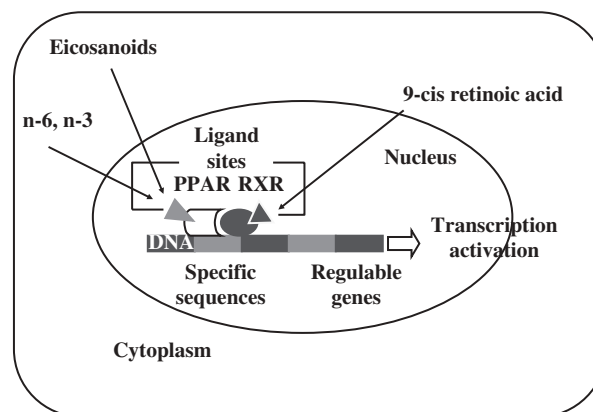 Eicosanoids
n-6, n-3
9-cis retinoic acid
Ligand
sites
Nucleus
PPAR RXR
DNA
Transcription
activation
Specific
sequences
Regulable
genes
Cytoplasm